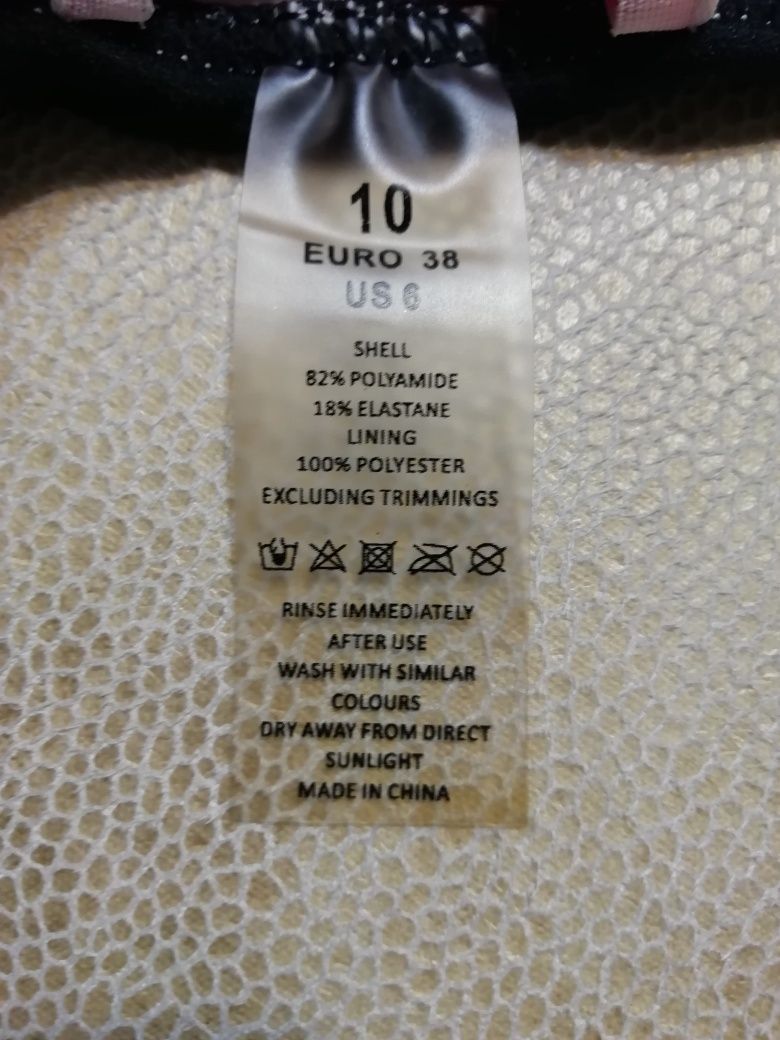 10
EURO 38
US 6
SHELL
82% POLYAMIDE
18% ELASTANE
LINING
100% POLYESTER
EXCLUDING TRIMMINGS
RINSE IMMEDIATELY
AFTER USE
WASH WITH SIMILAR
COLOURS
DRY AWAY FROM DIRECT
SUNLIGHT
MADE IN CHINA